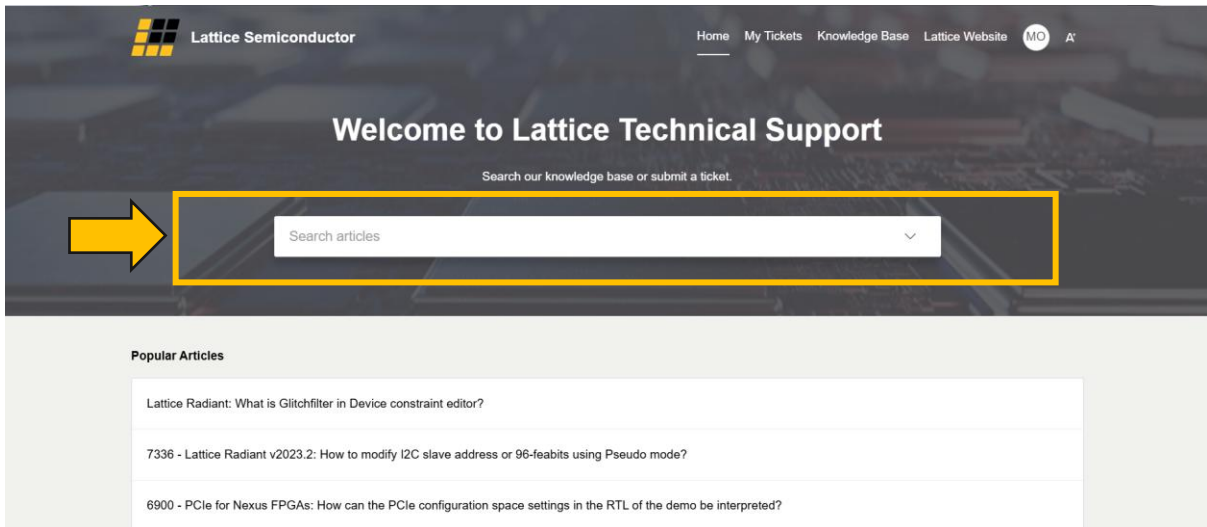 Lattice Semiconductor
Home My Tickets Knowledge Base Lattice Website MO A
Welcome to Lattice Technical Support
Search our knowledge base or submit a ticket.
Search articles
Popular Articles
Lattice Radiant: What is Glitchfilter in Device constraint editor?
7336 - Lattice Radiant v2023.2: How to modify I2C slave address or 96-feabits using Pseudo mode?
6900 - PCIe for Nexus FPGAs: How can the PCIe configuration space settings in the RTL of the demo be interpreted?